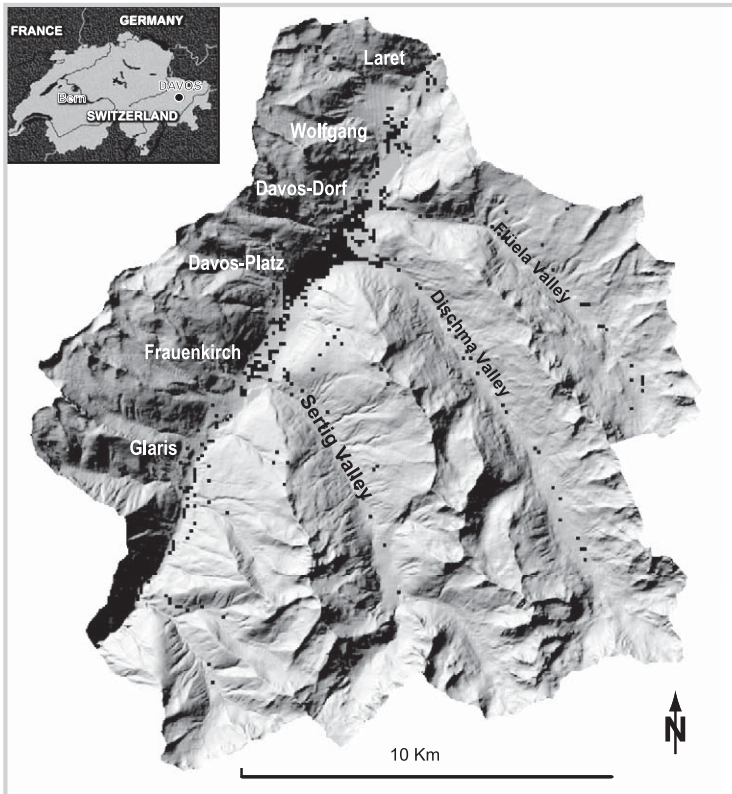 FRANCE
GERMANY
DAVOS
Bern
SWITZERLAND
Laret
Wolfgang
Davos-Dorf
Flüela Valley
Davos-Platz
Dischma Valley
Frauenkirch
Sertig Valley
Glaris
N
10 Km